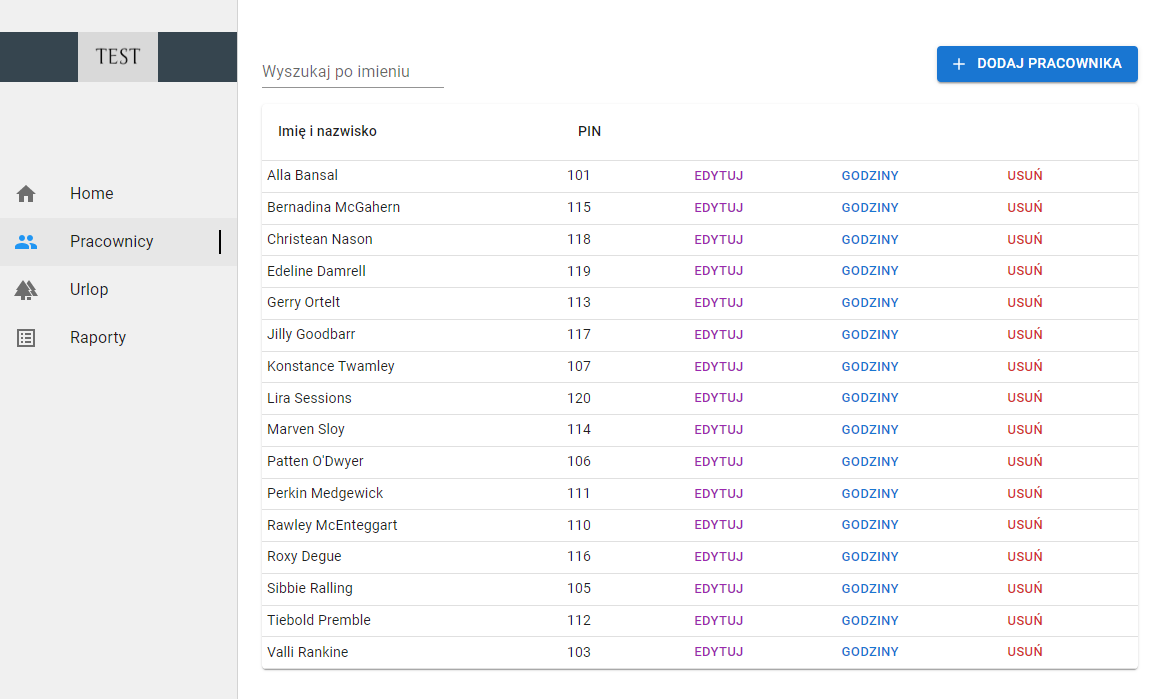 TEST
Home
Pracownicy
Urlop
Raporty
Wyszukaj po imieniu
DODAJ PRACOWNIKA
Imię i nazwisko PIN
Alla Bansal 101 EDYTUJ GODZINY USUŃ
Bernadina McGahern 115 EDYTUJ GODZINY USUŃ
Christean Nason 118 EDYTUJ GODZINY USUŃ
Edeline Damrell 119 EDYTUJ GODZINY USUŃ
Gerry Ortelt 113 EDYTUJ GODZINY USUŃ
Jilly Goodbarr 117 EDYTUJ GODZINY USUŃ
Konstance Twamley 107 EDYTUJ GODZINY USUŃ
Lira Sessions 120 EDYTUJ GODZINY USUŃ
Marven Sloy 114 EDYTUJ GODZINY USUŃ
Patten O'Dwyer 106 EDYTUJ GODZINY USUŃ
Perkin Medgewick 111 EDYTUJ GODZINY USUŃ
Rawley McEnteggart 110 EDYTUJ GODZINY USUŃ
Roxy Degue 116 EDYTUJ GODZINY USUŃ
Sibbie Ralling 105 EDYTUJ GODZINY USUŃ
Tiebold Premble 112 EDYTUJ GODZINY USUŃ
Valli Rankine 103 EDYTUJ GODZINY USUŃ